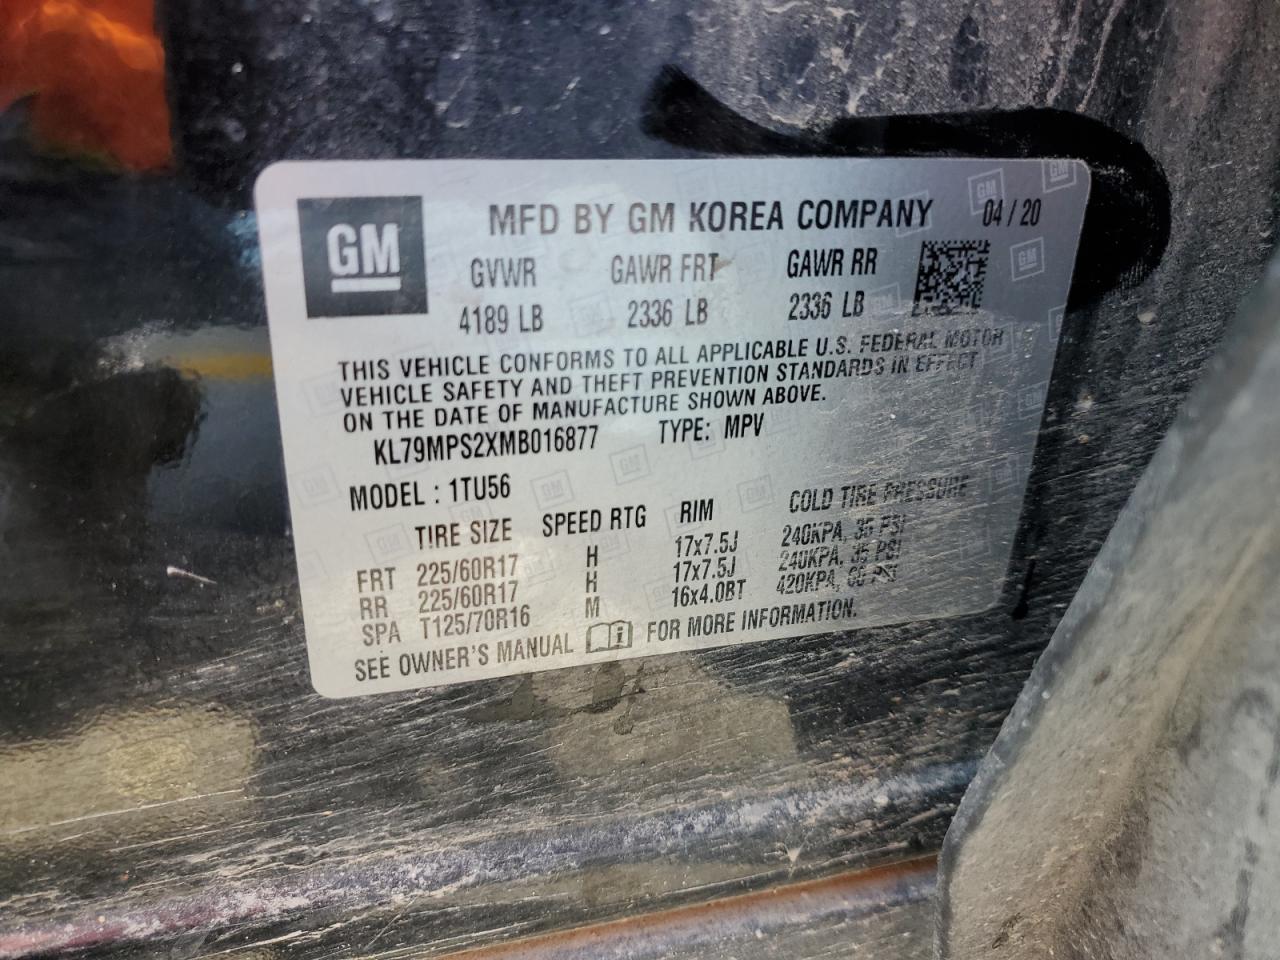 GM
MFD BY GM KOREA COMPANY 04 / 20
GVWR GAWR FRT GAWR RR
4189 LB 2336 LB 2336 LB
THIS VEHICLE CONFORMS TO ALL APPLICABLE U.S. FEDERAL MOTOR
VEHICLE SAFETY AND THEFT PREVENTION STANDARDS IN EFFECT
ON THE DATE OF MANUFACTURE SHOWN ABOVE.
KL79MPS2XMB016877 TYPE: MPV
MODEL : 1TU56
TIRE SIZE SPEED RTG RIM COLD TIRE PRESSURE
FRT 225/60R17 H 17x7.5J 240KPA, 35 PSI
RR 225/60R17 H 17x7.5J 240KPA, 35 PSI
SPA T125/70R16 M 16x4.0BT 420KPA, 60 PSI
SEE OWNER'S MANUAL FOR MORE INFORMATION.